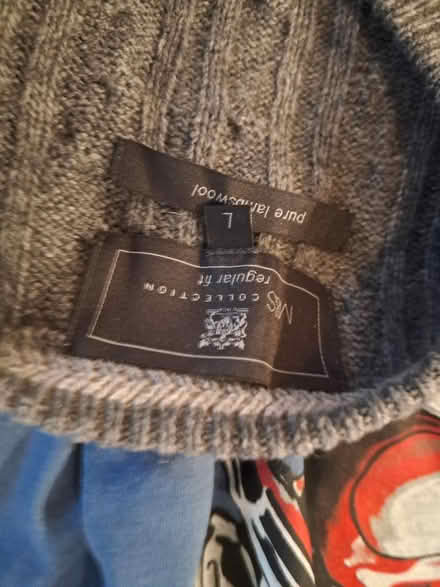 M&S
COLLECTION
regular fit
L
pure lambswool